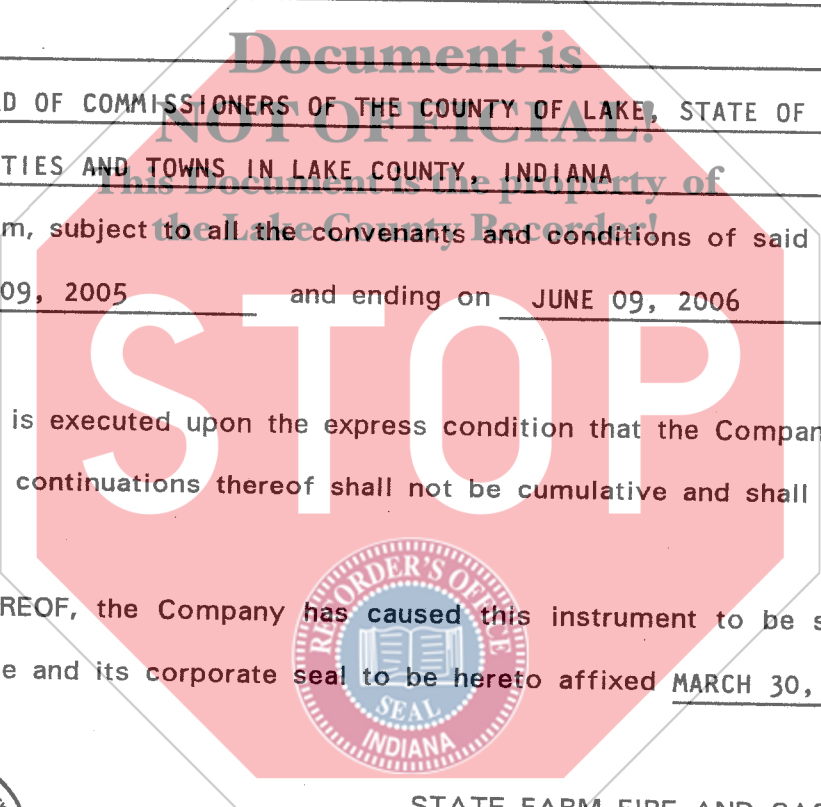 Document is
D OF COMMISSIONERS OF THE COUNTY OF LAKE, STATE OF
NOT OFFICIAL!
TIES AND TOWNS IN LAKE COUNTY, INDIANA
This Document is the property of
the Lake County Recorder!
m, subject to all the convenants and conditions of said
09, 2005 and ending on JUNE 09, 2006
STOP
is executed upon the express condition that the Compan
continuations thereof shall not be cumulative and shall
REOF, the Company has caused this instrument to be s
e and its corporate seal to be hereto affixed MARCH 30,
RECORDER'S OFFICE
SEAL
INDIANA
STATE FARM FIRE AND CAS